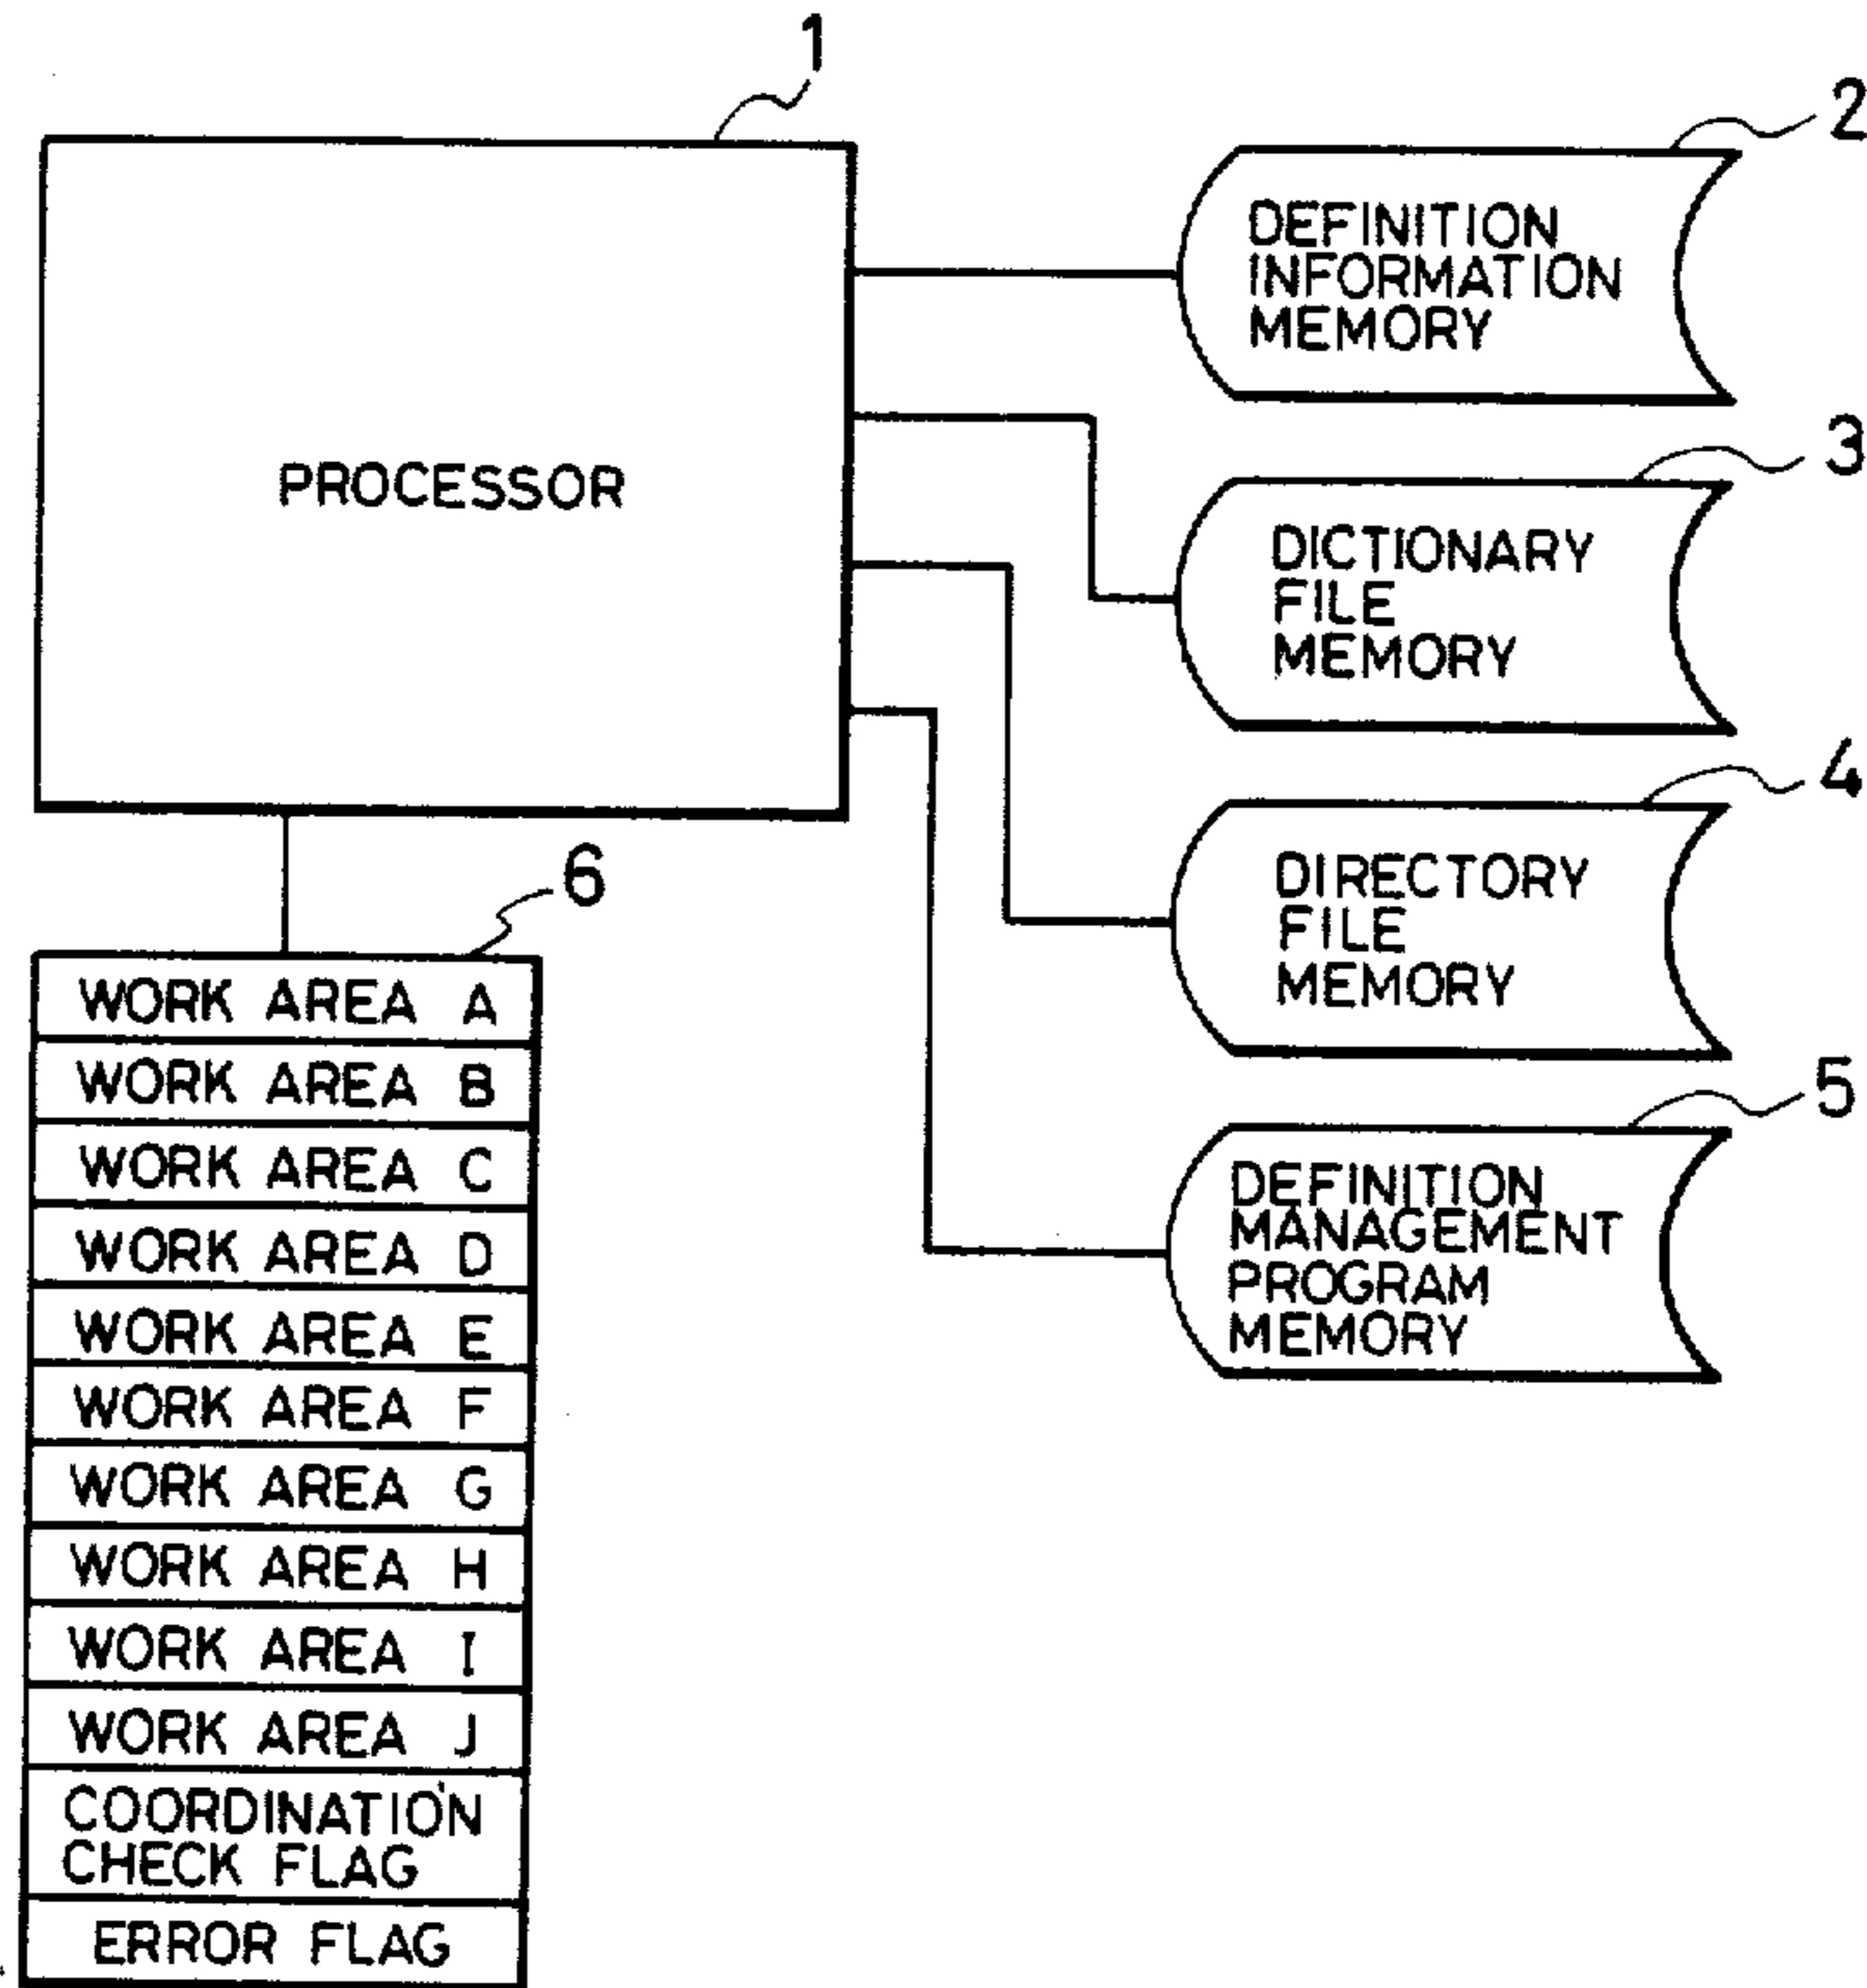 1
PROCESSOR
2
DEFINITION
INFORMATION
MEMORY
3
DICTIONARY
FILE
MEMORY
4
DIRECTORY
FILE
MEMORY
5
DEFINITION
MANAGEMENT
PROGRAM
MEMORY
6
WORK AREA A
WORK AREA B
WORK AREA C
WORK AREA D
WORK AREA E
WORK AREA F
WORK AREA G
WORK AREA H
WORK AREA I
WORK AREA J
COORDINATION
CHECK FLAG
ERROR FLAG